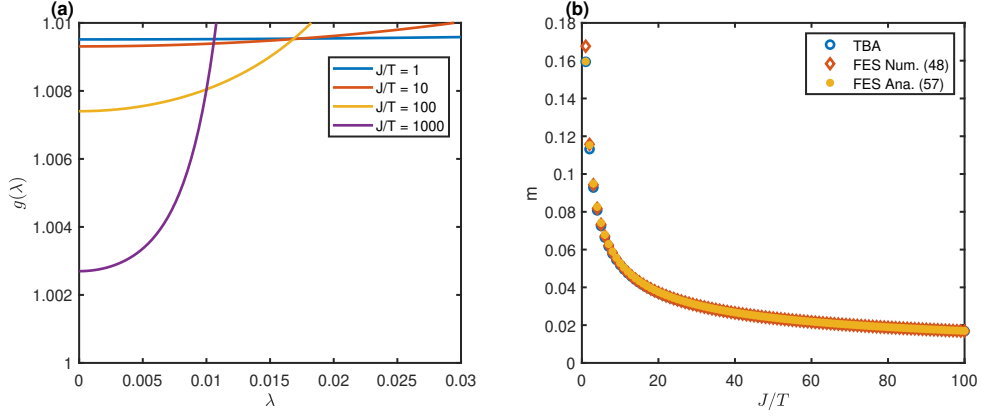 (a)
1.01
1.008
1.006
1.004
1.002
1
g(λ)
0
0.005
0.01
0.015
0.02
0.025
0.03
λ
J/T = 1
J/T = 10
J/T = 100
J/T = 1000
(b)
0.18
0.16
0.14
0.12
0.1
0.08
0.06
0.04
0.02
0
m
0
20
40
60
80
100
J/T
TBA
FES Num. (48)
FES Ana. (57)